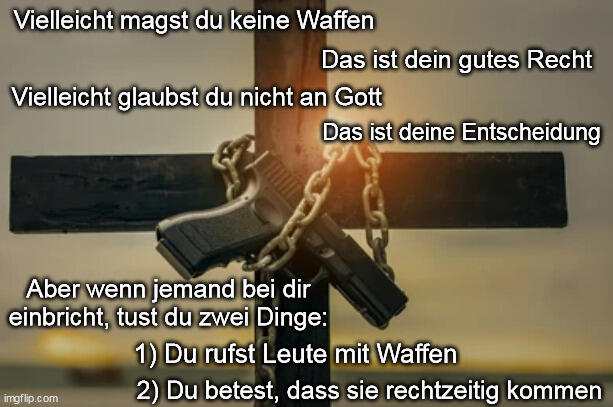 Vielleicht magst du keine Waffen
Das ist dein gutes Recht
Vielleicht glaubst du nicht an Gott
Das ist deine Entscheidung
Aber wenn jemand bei dir
einbricht, tust du zwei Dinge:
1) Du rufst Leute mit Waffen
2) Du betest, dass sie rechtzeitig kommen
imgflip.com